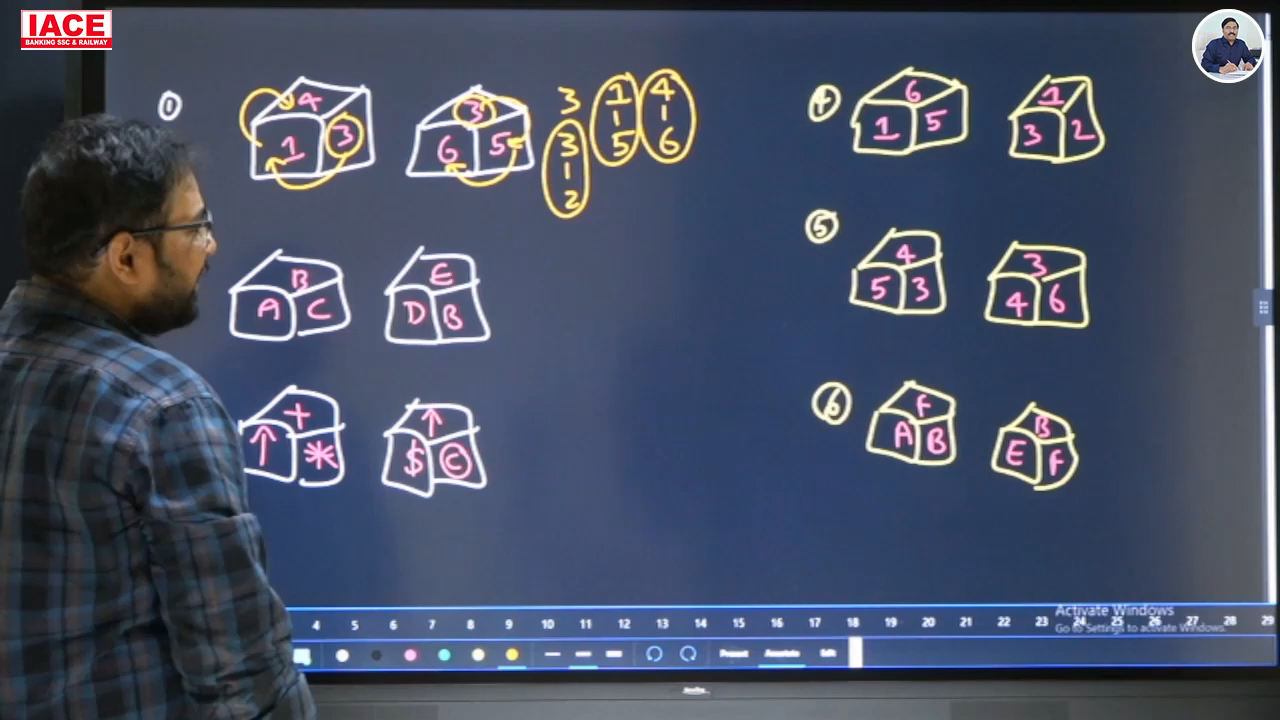 IACE
BANKING SSC & RAILWAY
1
4
1 3
3
6 5
3 1 4
3 5 6
2
B
A C
E
D B
+
↑ *
↑
$ C
4
6
1 5
1
3 2
5
4
5 3
3
4 6
6
F
A B
B
E F
Activate Windows
Go to Settings to activate Windows.
4 5 6 7 8 9 10 11 12 13 14 15 16 17 18 19 20 21 22 23 24 25 26 27 28 29
Present Annotate Edit